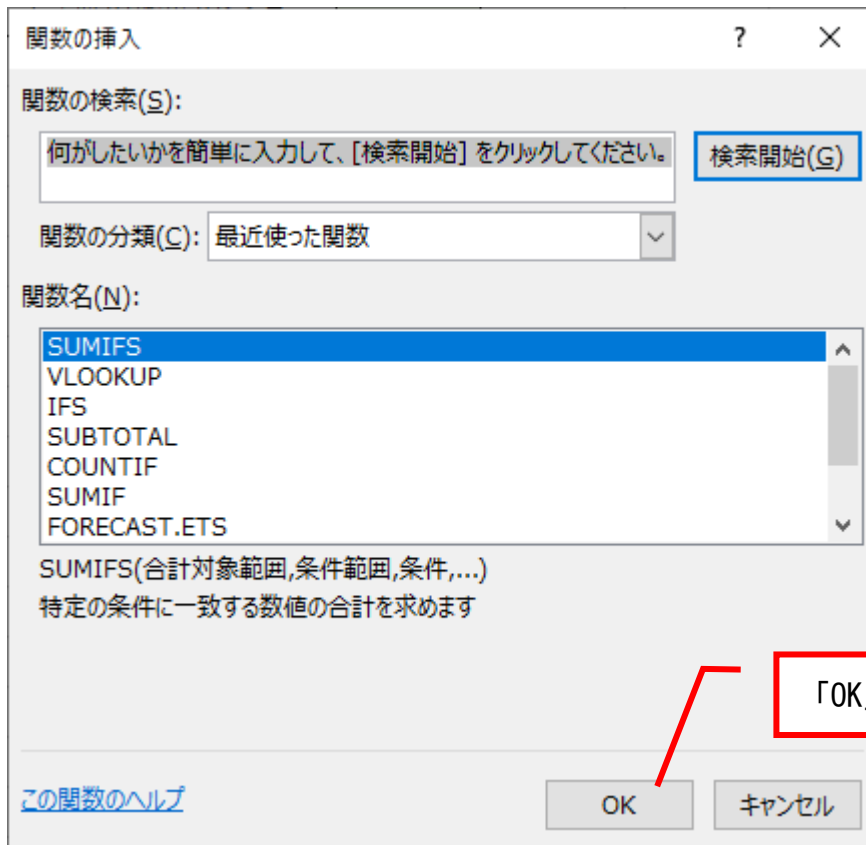 関数の挿入
?
関数の検索(S):
何がしたいかを簡単に入力して、[検索開始] をクリックしてください。
検索開始(G)
関数の分類(C): 最近使った関数
関数名(N):
SUMIFS
VLOOKUP
IFS
SUBTOTAL
COUNTIF
SUMIF
FORECAST.ETS
SUMIFS(合計対象範囲,条件範囲,条件,...)
特定の条件に一致する数値の合計を求めます
「OK」
この関数のヘルプ
OK
キャンセル